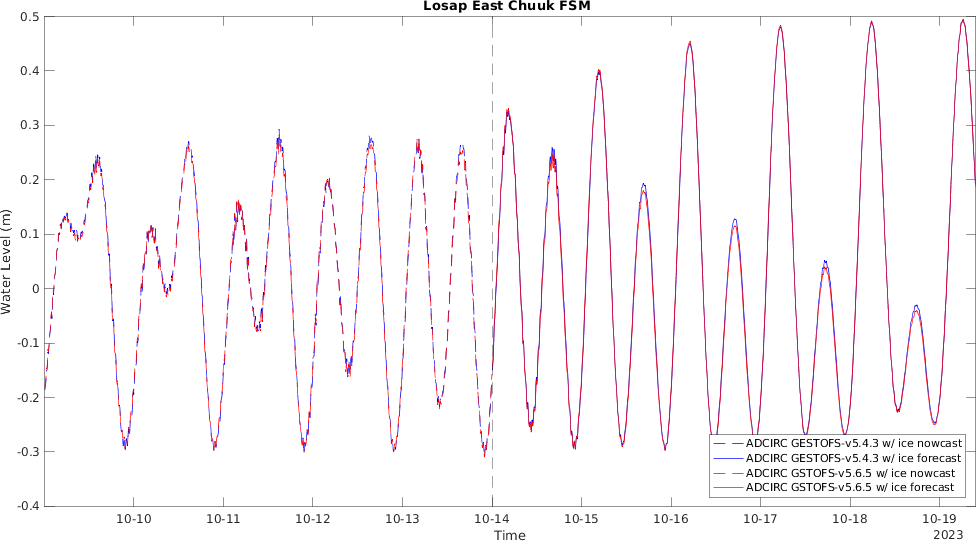 Losap East Chuuk FSM
Water Level (m)
0.5
0.4
0.3
0.2
0.1
0
-0.1
-0.2
-0.3
-0.4
10-10 10-11 10-12 10-13 10-14 10-15 10-16 10-17 10-18 10-19
Time
2023
ADCIRC GESTOFS-v5.4.3 w/ ice nowcast
ADCIRC GESTOFS-v5.4.3 w/ ice forecast
ADCIRC GSTOFS-v5.6.5 w/ ice nowcast
ADCIRC GSTOFS-v5.6.5 w/ ice forecast